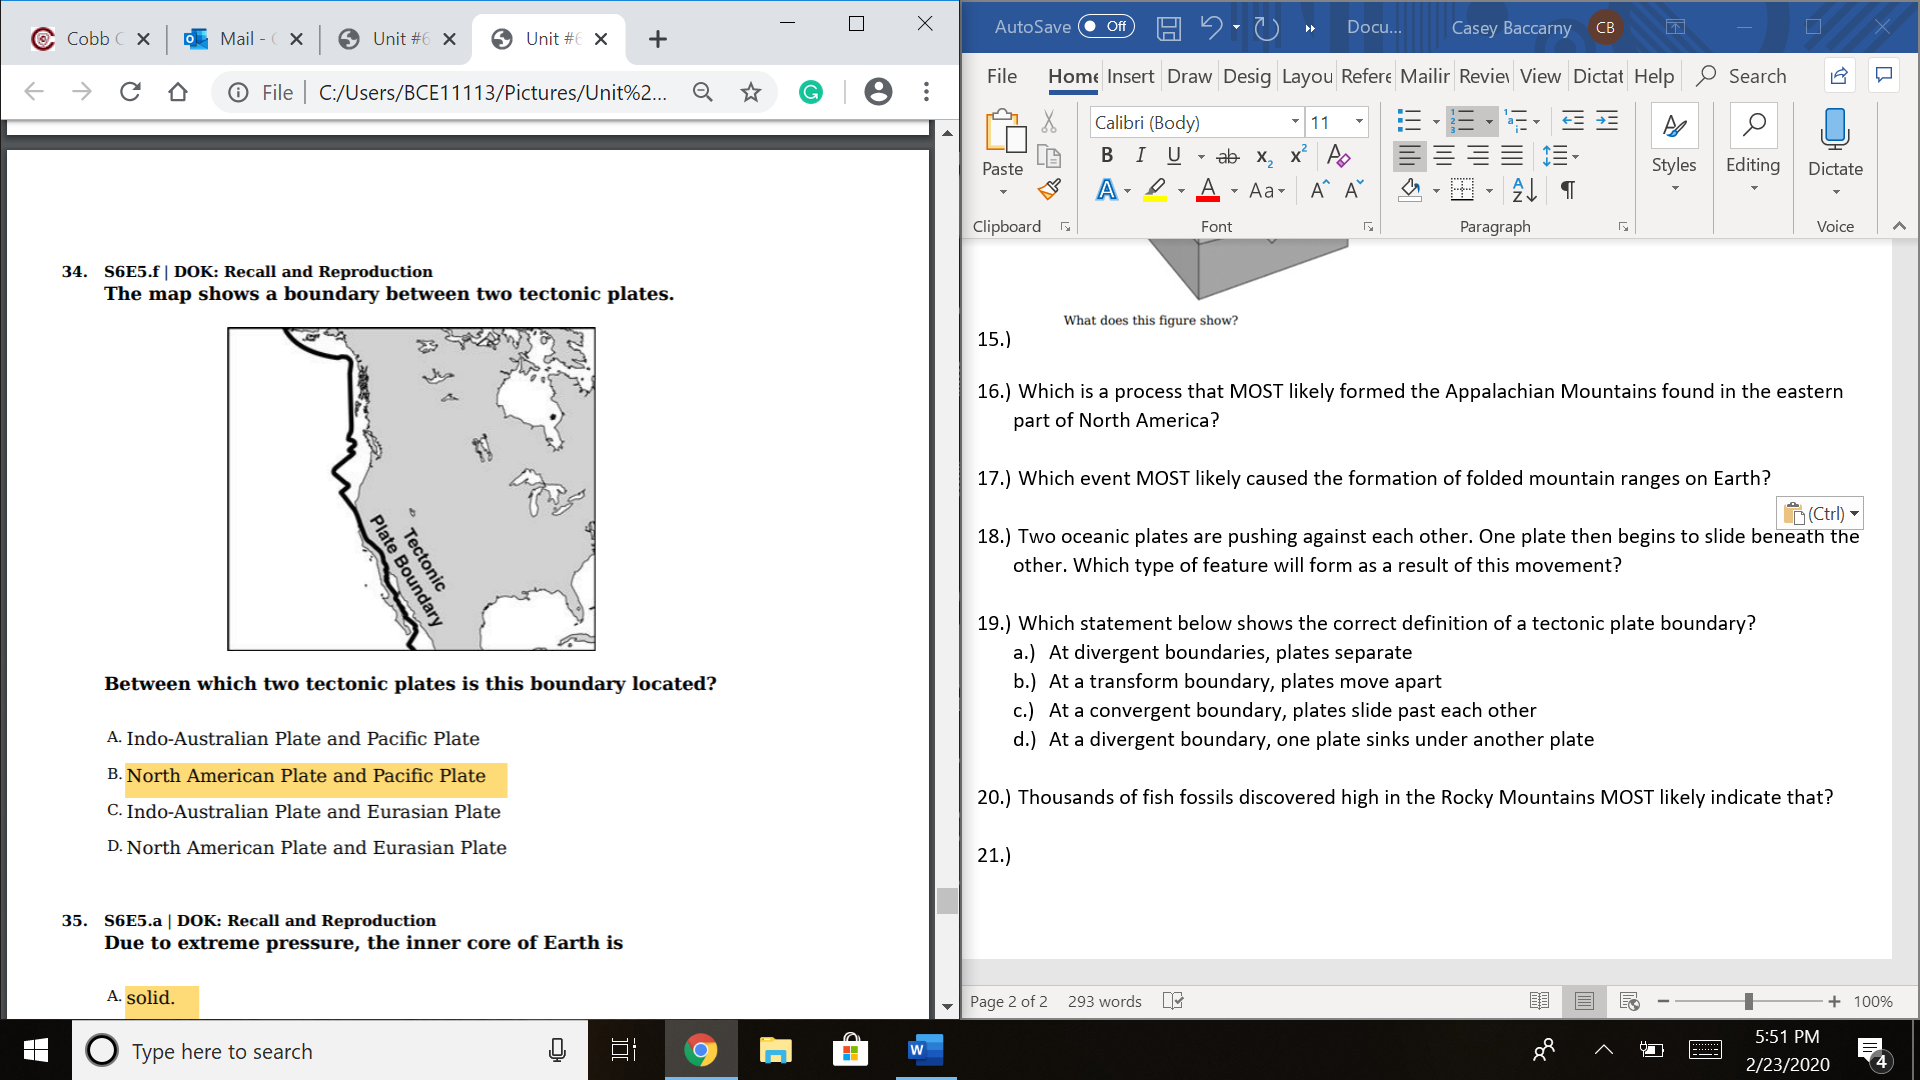 Cobb C
Mail - C
Unit #6
Unit #6
File
C:/Users/BCE11113/Pictures/Unit%2...
34. S6E5.f | DOK: Recall and Reproduction
The map shows a boundary between two tectonic plates.
Tectonic
Plate Boundary
Between which two tectonic plates is this boundary located?
A. Indo-Australian Plate and Pacific Plate
B. North American Plate and Pacific Plate
C. Indo-Australian Plate and Eurasian Plate
D. North American Plate and Eurasian Plate
35. S6E5.a | DOK: Recall and Reproduction
Due to extreme pressure, the inner core of Earth is
A. solid.
AutoSave Off
Docu...
Casey Baccarny CB
File Home Insert Draw Desig Layou Refere Mailir Review View Dictat Help Search
Paste
Calibri (Body) 11
Styles
Editing
Dictate
Clipboard Font Paragraph Voice
What does this figure show?
15.)
16.) Which is a process that MOST likely formed the Appalachian Mountains found in the eastern
part of North America?
17.) Which event MOST likely caused the formation of folded mountain ranges on Earth?
(Ctrl)
18.) Two oceanic plates are pushing against each other. One plate then begins to slide beneath the
other. Which type of feature will form as a result of this movement?
19.) Which statement below shows the correct definition of a tectonic plate boundary?
a.) At divergent boundaries, plates separate
b.) At a transform boundary, plates move apart
c.) At a convergent boundary, plates slide past each other
d.) At a divergent boundary, one plate sinks under another plate
20.) Thousands of fish fossils discovered high in the Rocky Mountains MOST likely indicate that?
21.)
Page 2 of 2 293 words
100%
Type here to search
5:51 PM
2/23/2020
4